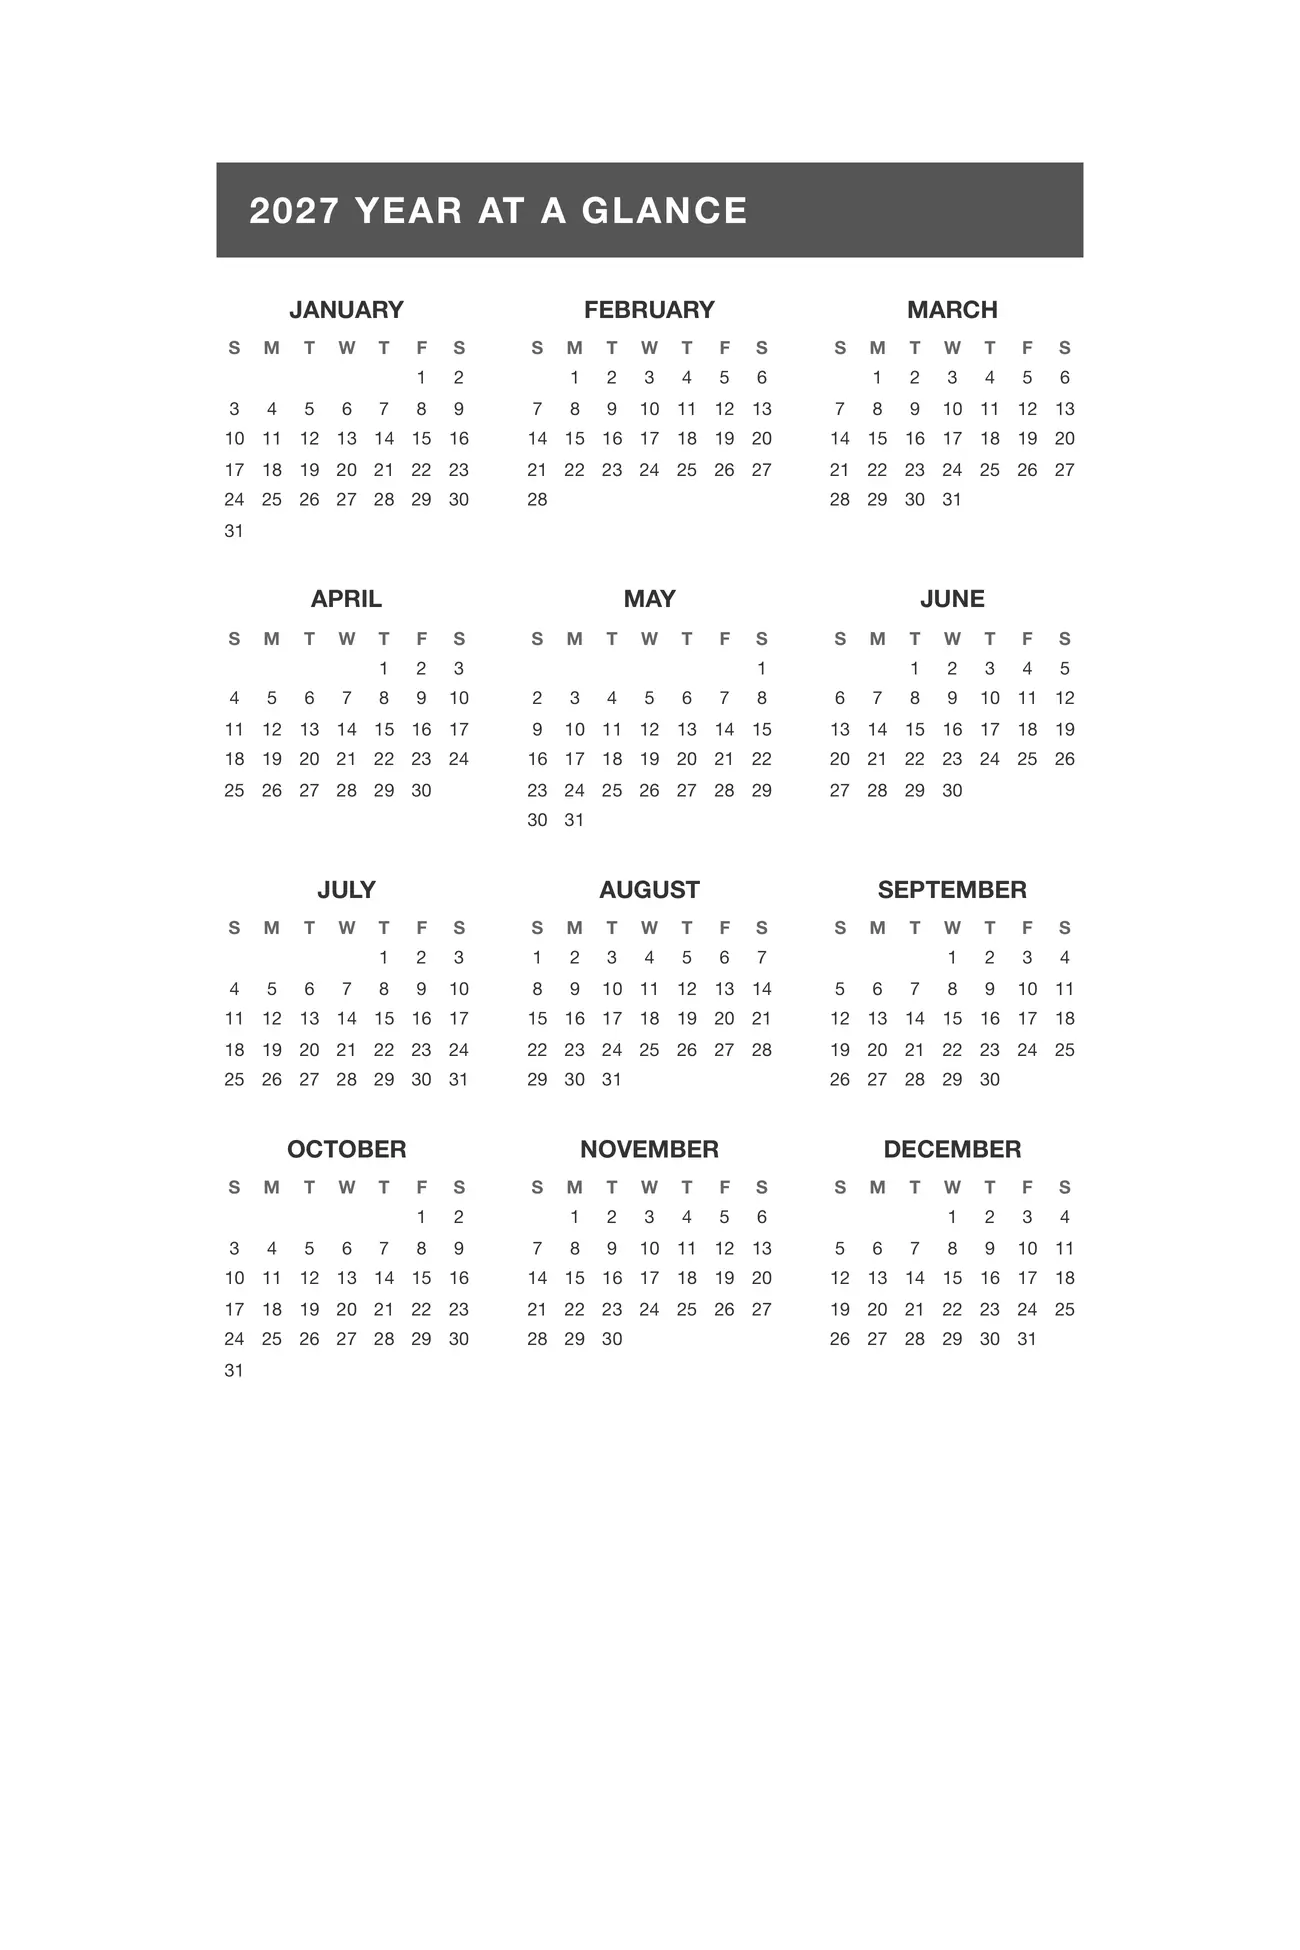 2027 YEAR AT A GLANCE
JANUARY
S M T W T F S
1 2
3 4 5 6 7 8 9
10 11 12 13 14 15 16
17 18 19 20 21 22 23
24 25 26 27 28 29 30
31
FEBRUARY
S M T W T F S
1 2 3 4 5 6
7 8 9 10 11 12 13
14 15 16 17 18 19 20
21 22 23 24 25 26 27
28
MARCH
S M T W T F S
1 2 3 4 5 6
7 8 9 10 11 12 13
14 15 16 17 18 19 20
21 22 23 24 25 26 27
28 29 30 31
APRIL
S M T W T F S
1 2 3
4 5 6 7 8 9 10
11 12 13 14 15 16 17
18 19 20 21 22 23 24
25 26 27 28 29 30
MAY
S M T W T F S
1
2 3 4 5 6 7 8
9 10 11 12 13 14 15
16 17 18 19 20 21 22
23 24 25 26 27 28 29
30 31
JUNE
S M T W T F S
1 2 3 4 5
6 7 8 9 10 11 12
13 14 15 16 17 18 19
20 21 22 23 24 25 26
27 28 29 30
JULY
S M T W T F S
1 2 3
4 5 6 7 8 9 10
11 12 13 14 15 16 17
18 19 20 21 22 23 24
25 26 27 28 29 30 31
AUGUST
S M T W T F S
1 2 3 4 5 6 7
8 9 10 11 12 13 14
15 16 17 18 19 20 21
22 23 24 25 26 27 28
29 30 31
SEPTEMBER
S M T W T F S
1 2 3 4
5 6 7 8 9 10 11
12 13 14 15 16 17 18
19 20 21 22 23 24 25
26 27 28 29 30
OCTOBER
S M T W T F S
1 2
3 4 5 6 7 8 9
10 11 12 13 14 15 16
17 18 19 20 21 22 23
24 25 26 27 28 29 30
31
NOVEMBER
S M T W T F S
1 2 3 4 5 6
7 8 9 10 11 12 13
14 15 16 17 18 19 20
21 22 23 24 25 26 27
28 29 30
DECEMBER
S M T W T F S
1 2 3 4
5 6 7 8 9 10 11
12 13 14 15 16 17 18
19 20 21 22 23 24 25
26 27 28 29 30 31